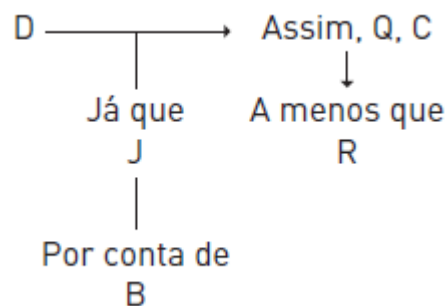 D Assim, Q, C
Já que A menos que
J R
Por conta de
B